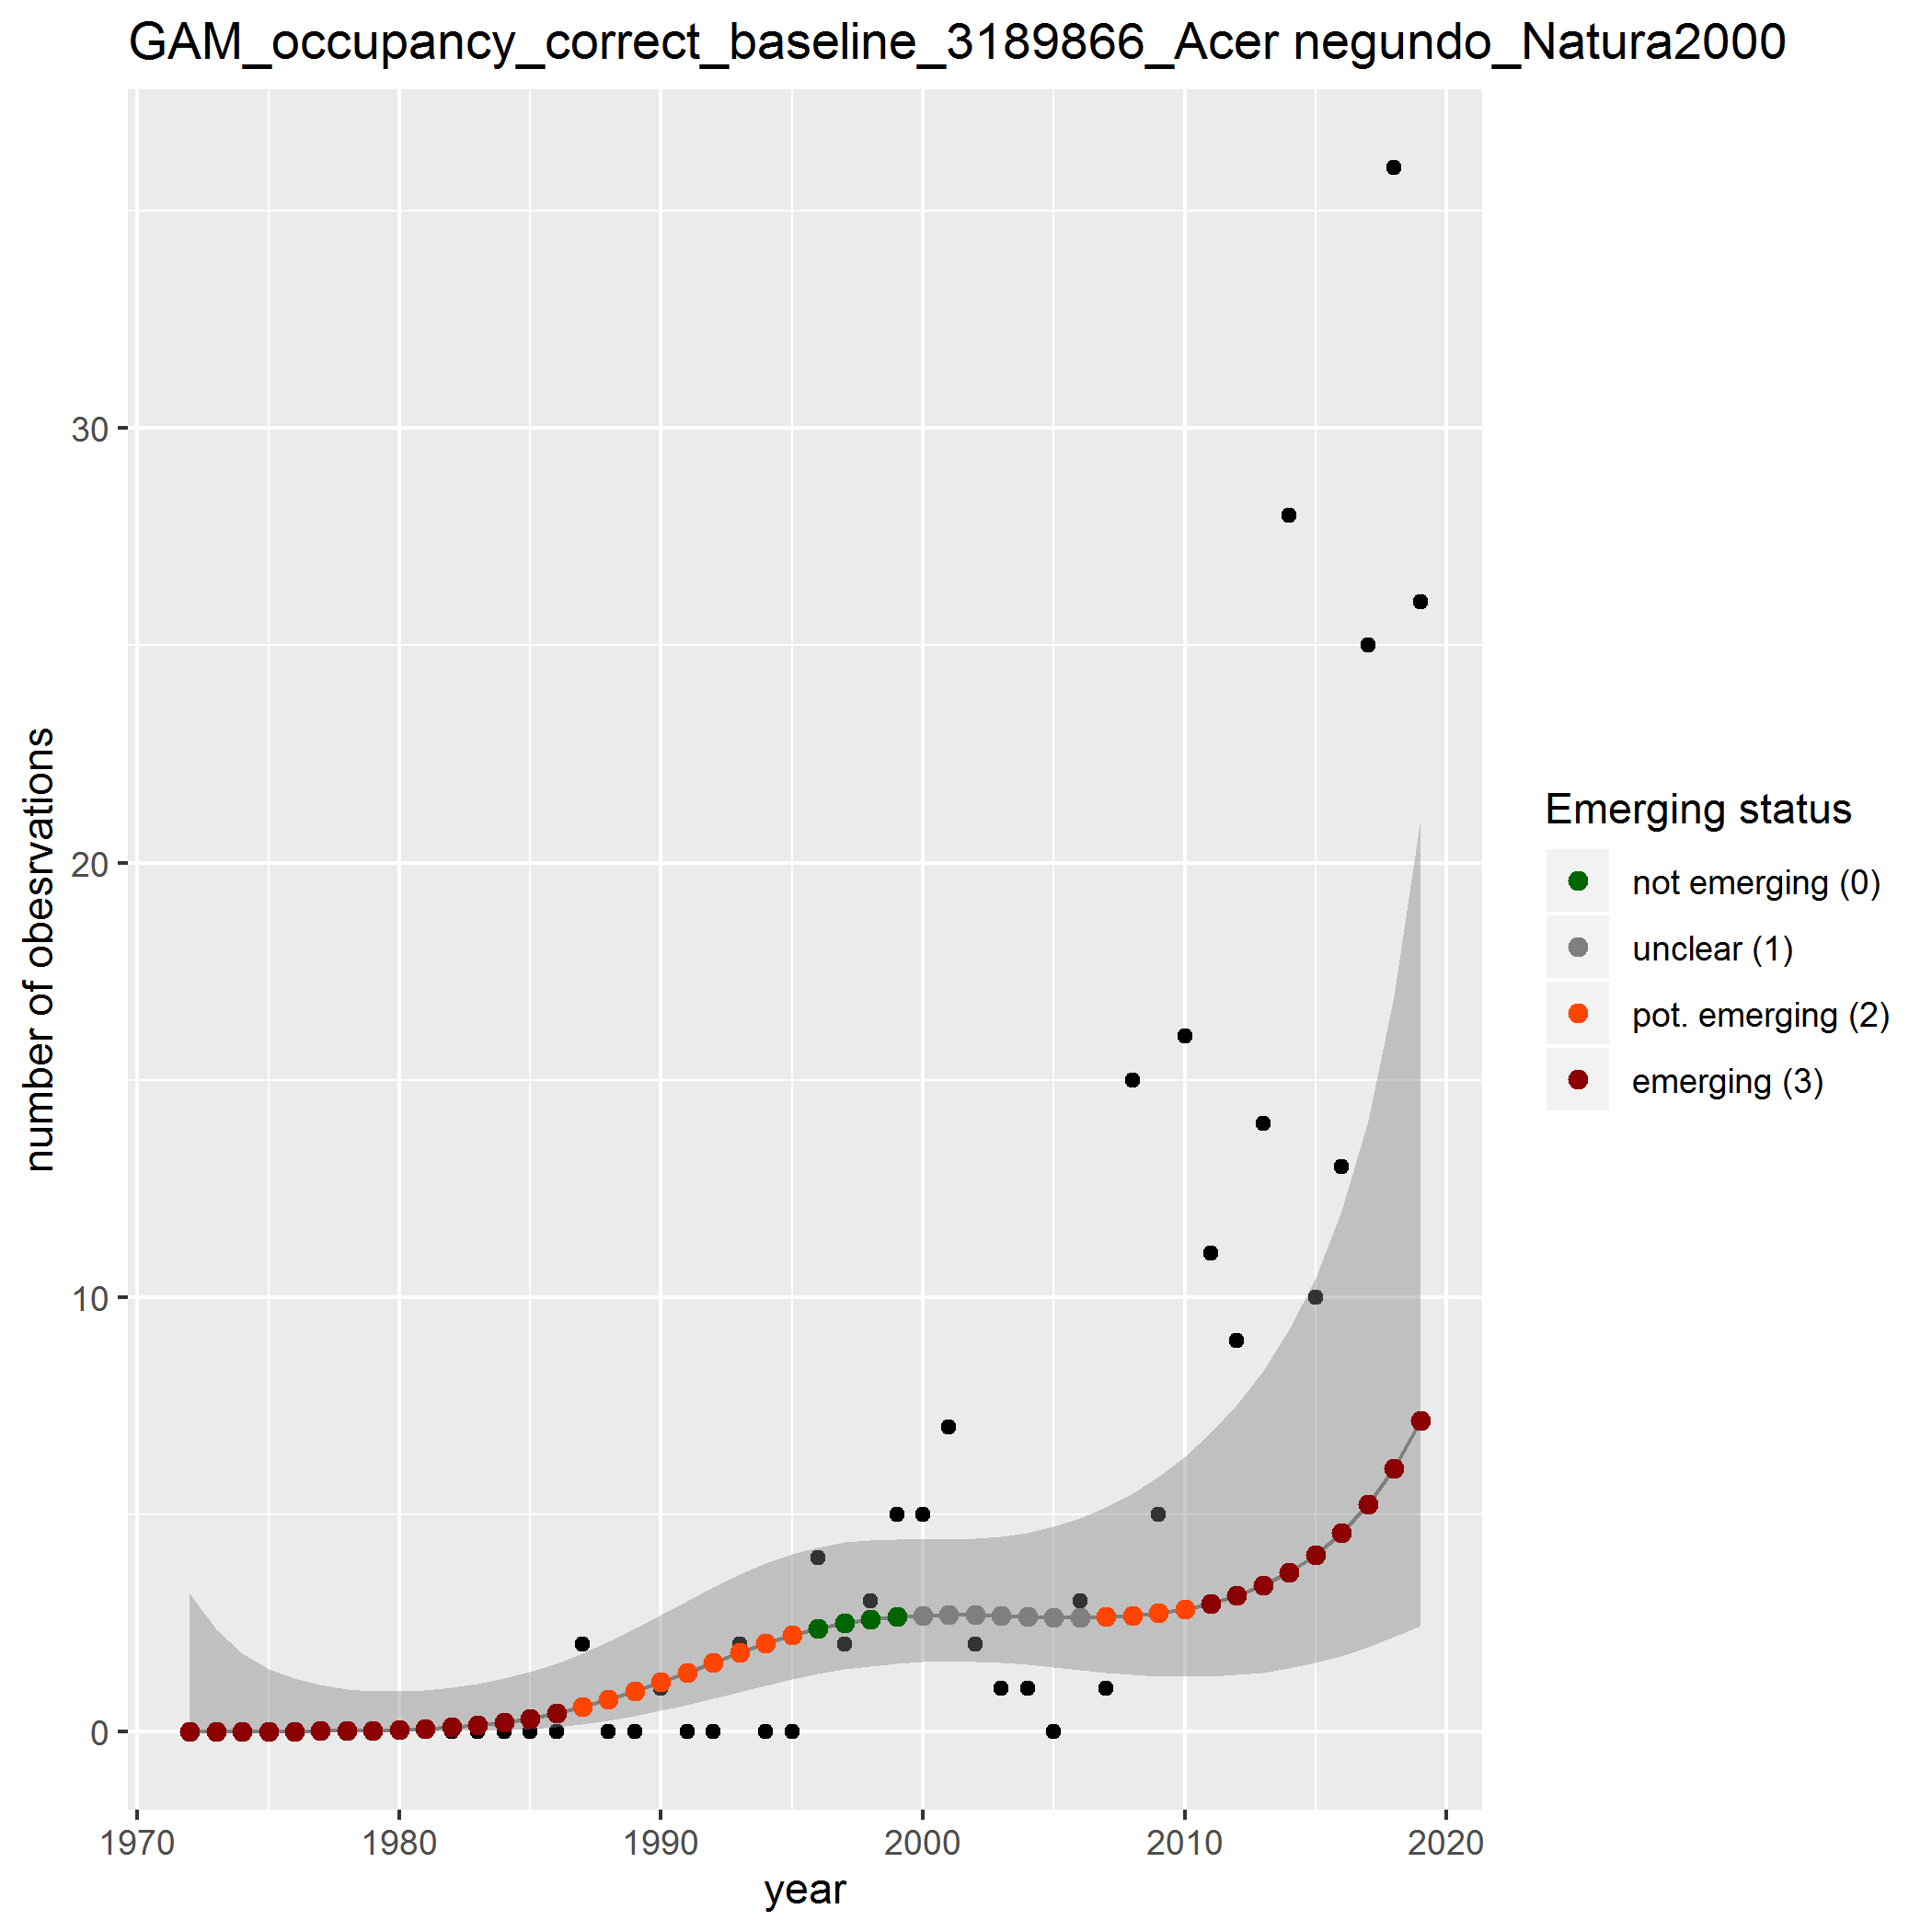 GAM_occupancy_correct_baseline_3189866_Acer negundo_Natura2000
number of obesrvations
30
20
10
0
1970 1980 1990 2000 2010 2020
year
Emerging status
not emerging (0)
unclear (1)
pot. emerging (2)
emerging (3)